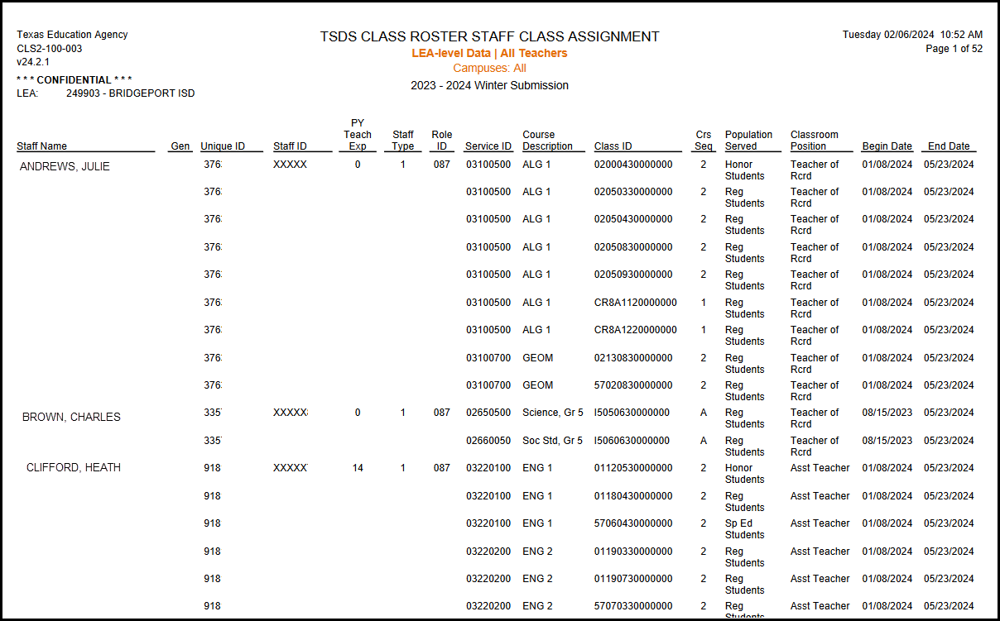 Texas Education Agency
CLS2-100-003
v24.2.1
* * * CONFIDENTIAL * * *
LEA: 249903 - BRIDGEPORT ISD
TSDS CLASS ROSTER STAFF CLASS ASSIGNMENT
LEA-level Data | All Teachers
Campuses: All
2023 - 2024 Winter Submission
Tuesday 02/06/2024 10:52 AM
Page 1 of 52
Staff Name Gen Unique ID Staff ID PY Teach Exp Staff Type Role ID Service ID Course Description Class ID Crs Seq Population Served Classroom Position Begin Date End Date
ANDREWS, JULIE 376 XXXXX 0 1 087 03100500 ALG 1 02000430000000 2 Honor Students Teacher of Rcrd 01/08/2024 05/23/2024
376 03100500 ALG 1 02050330000000 2 Reg Students Teacher of Rcrd 01/08/2024 05/23/2024
376 03100500 ALG 1 02050430000000 2 Reg Students Teacher of Rcrd 01/08/2024 05/23/2024
376 03100500 ALG 1 02050830000000 2 Reg Students Teacher of Rcrd 01/08/2024 05/23/2024
376 03100500 ALG 1 02050930000000 2 Reg Students Teacher of Rcrd 01/08/2024 05/23/2024
376 03100500 ALG 1 CR8A1120000000 1 Reg Students Teacher of Rcrd 01/08/2024 05/23/2024
376 03100500 ALG 1 CR8A1220000000 1 Reg Students Teacher of Rcrd 01/08/2024 05/23/2024
376 03100700 GEOM 02130830000000 2 Reg Students Teacher of Rcrd 01/08/2024 05/23/2024
376 03100700 GEOM 57020830000000 2 Reg Students Teacher of Rcrd 01/08/2024 05/23/2024
BROWN, CHARLES 335 XXXXX 0 1 087 02650500 Science, Gr 5 I5050630000000 A Reg Students Teacher of Rcrd 08/15/2023 05/23/2024
335 02660050 Soc Std, Gr 5 I5060630000000 A Reg Students Teacher of Rcrd 08/15/2023 05/23/2024
CLIFFORD, HEATH 918 XXXXX 14 1 087 03220100 ENG 1 01120530000000 2 Honor Students Asst Teacher 01/08/2024 05/23/2024
918 03220100 ENG 1 01180430000000 2 Reg Students Asst Teacher 01/08/2024 05/23/2024
918 03220100 ENG 1 57060430000000 2 Sp Ed Students Asst Teacher 01/08/2024 05/23/2024
918 03220200 ENG 2 01190330000000 2 Reg Students Asst Teacher 01/08/2024 05/23/2024
918 03220200 ENG 2 01190730000000 2 Reg Students Asst Teacher 01/08/2024 05/23/2024
918 03220200 ENG 2 57070330000000 2 Reg Students Asst Teacher 01/08/2024 05/23/2024